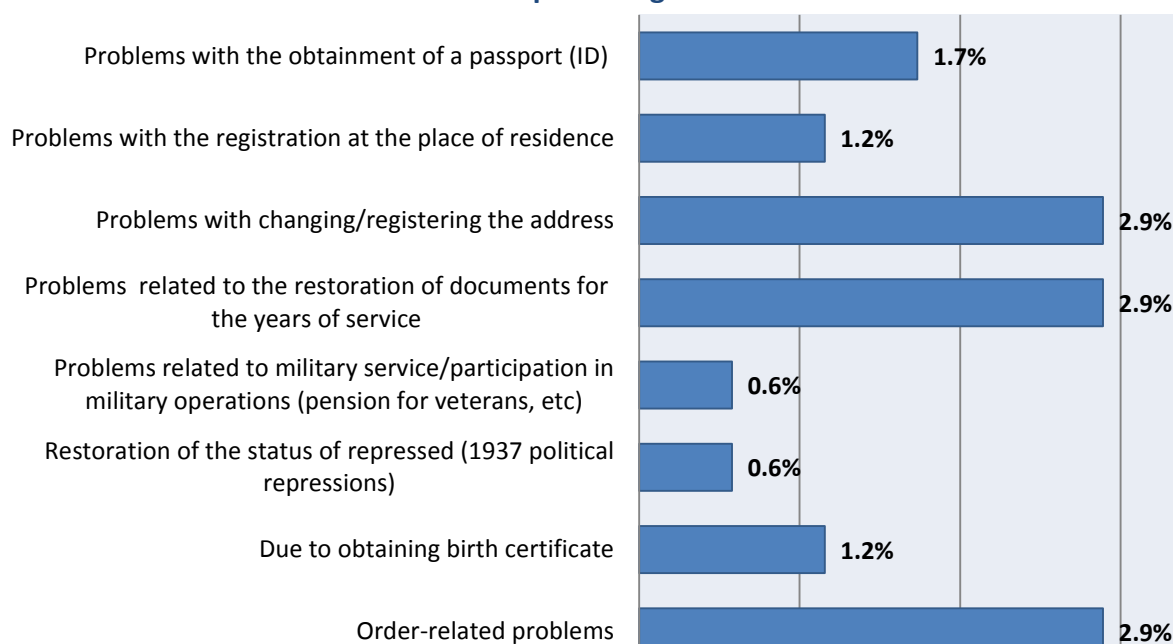 Problems with the obtainment of a passport (ID)
1.7%
Problems with the registration at the place of residence
1.2%
Problems with changing/registering the address
2.9%
Problems  related to the restoration of documents for
the years of service
2.9%
Problems related to military service/participation in
military operations (pension for veterans, etc)
0.6%
Restoration of the status of repressed (1937 political
repressions)
0.6%
Due to obtaining birth certificate
1.2%
Order-related problems
2.9%